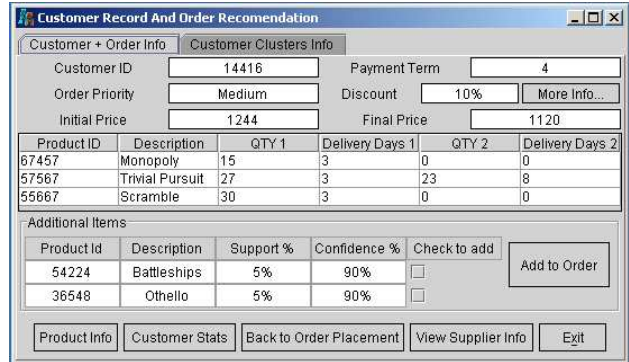 Customer Record And Order Recomendation
Customer + Order Info Customer Clusters Info
Customer ID 14416 Payment Term 4
Order Priority Medium Discount 10% More Info...
Initial Price 1244 Final Price 1120
Product ID Description QTY 1 Delivery Days 1 QTY 2 Delivery Days 2
67457 Monopoly 15 3 0 0
57567 Trivial Pursuit 27 3 23 8
55667 Scramble 30 3 0 0
Additional Items
Product Id Description Support % Confidence % Check to add
54224 Battleships 5% 90%
Add to Order
36548 Othello 5% 90%
Product Info Customer Stats Back to Order Placement View Supplier Info Exit